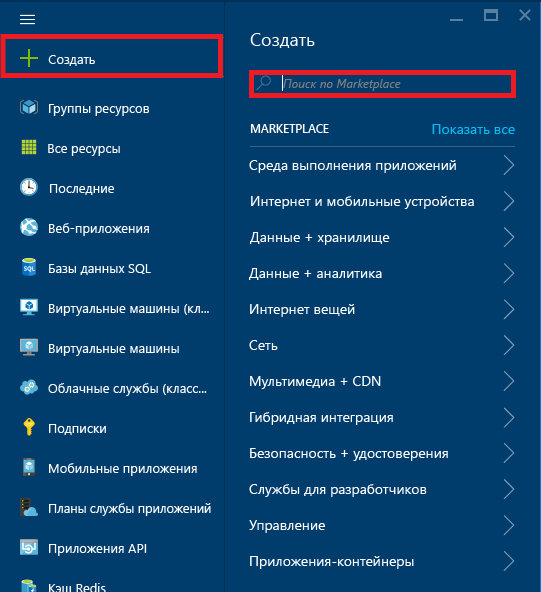 Создать
Группы ресурсов
Все ресурсы
Последние
Веб-приложения
Базы данных SQL
SQL
Виртуальные машины (кл...
Виртуальные машины
Облачные службы (класс...
Подписки
Мобильные приложения
Планы службы приложений
Приложения API
Кэш Redis
Создать
Поиск по Marketplace
MARKETPLACE
Показать все
Среда выполнения приложений
Интернет и мобильные устройства
Данные + хранилище
Данные + аналитика
Интернет вещей
Сеть
Мультимедиа + CDN
Гибридная интеграция
Безопасность + удостоверения
Службы для разработчиков
Управление
Приложения-контейнеры